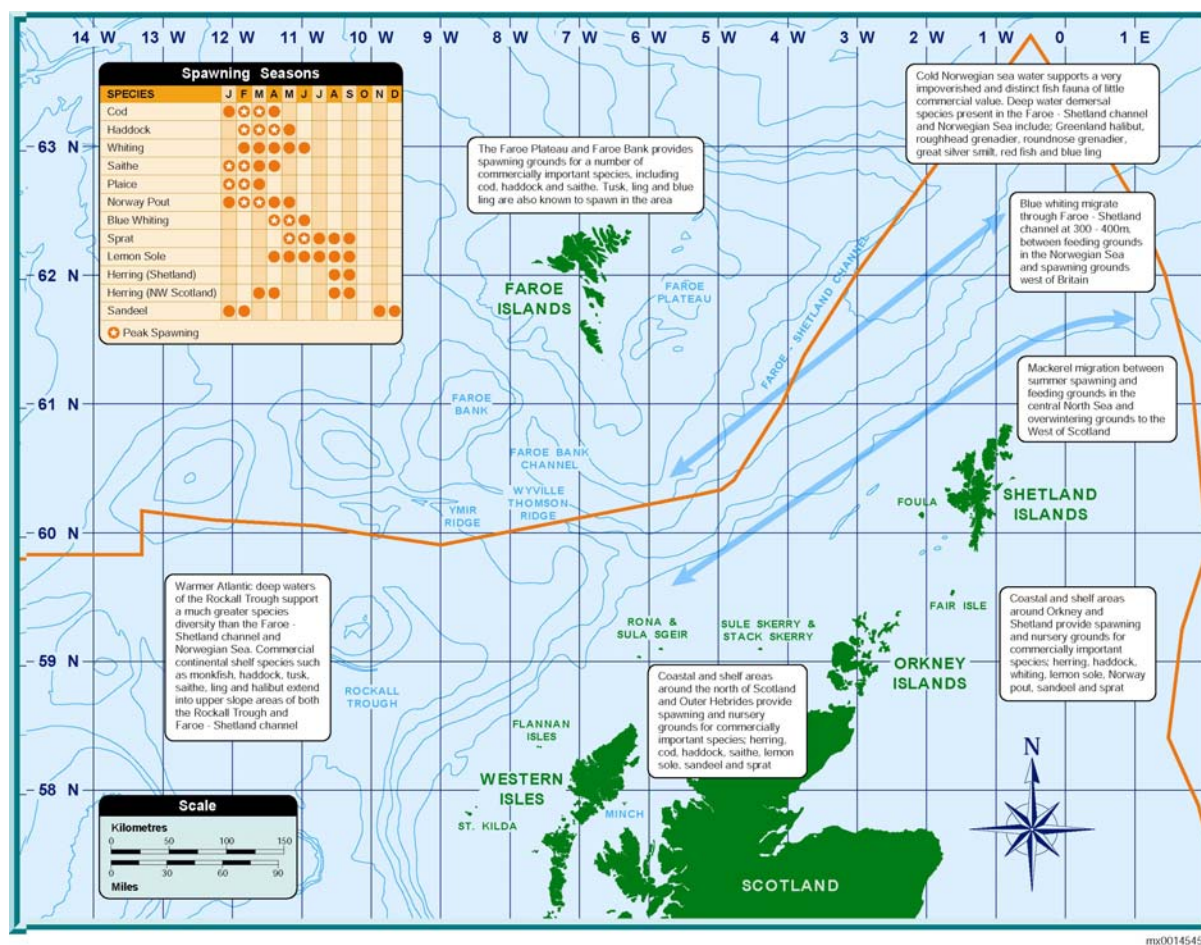 14 W 13 W 12 W 11 W 10 W 9 W 8 W 7 W 6 W 5 W 4 W 3 W 2 W 1 W 0 1 E
Spawning Seasons
SPECIES J F M A M J J A S O N D
Cod
Haddock
Whiting
Saithe
Plaice
Norway Pout
Blue Whiting
Sprat
Lemon Sole
Herring (Shetland)
Herring (NW Scotland)
Sandeel
Peak Spawning
The Faroe Plateau and Faroe Bank provides
spawning grounds for a number of
commercially important species, including
cod, haddock and saithe. Tusk, ling and blue
ling are also known to spawn in the area
Cold Norwegian sea water supports a very
impoverished and distinct fish fauna of little
commercial value. Deep water demersal
species present in the Faroe - Shetland channel
and Norwegian Sea include; Greenland halibut,
roughhead grenadier, roundnose grenadier,
great silver smilt, red fish and blue ling
63 N
Blue whiting migrate
through Faroe - Shetland
channel at 300 - 400m,
between feeding grounds
in the Norwegian Sea
and spawning grounds
west of Britain
62 N
FAROE
ISLANDS
FAROE
PLATEAU
FAROE - SHETLAND CHANNEL
Mackerel migration between
summer spawning and
feeding grounds in the
central North Sea and
overwintering grounds to the
West of Scotland
61 N
FAROE
BANK
FAROE BANK
CHANNEL
WYVILLE
THOMSON
RIDGE
YMIR
RIDGE
FOULA
SHETLAND
ISLANDS
60 N
Warmer Atlantic deep waters
of the Rockall Trough support
a much greater species
diversity than the Faroe -
Shetland channel and
Norwegian Sea. Commercial
continental shelf species such
as monkfish, haddock, tusk,
saithe, ling and halibut extend
into upper slope areas of both
the Rockall Trough and
Faroe - Shetland channel
FAIR ISLE
RONA &
SULA SGEIR
SULE SKERRY &
STACK SKERRY
Coastal and shelf areas
around Orkney and
Shetland provide spawning
and nursery grounds for
commercially important
species; herring, haddock,
whiting, lemon sole, Norway
pout, sandeel and sprat
59 N
ORKNEY
ISLANDS
ROCKALL
TROUGH
Coastal and shelf areas
around the north of Scotland
and Outer Hebrides provide
spawning and nursery
grounds for commercially
important species; herring,
cod, haddock, saithe, lemon
sole, sandeel and sprat
FLANNAN
ISLES
N
58 N
WESTERN
ISLES
ST. KILDA
MINCH
Scale
Kilometres
0 50 100 150
0 30 60 90
Miles
SCOTLAND